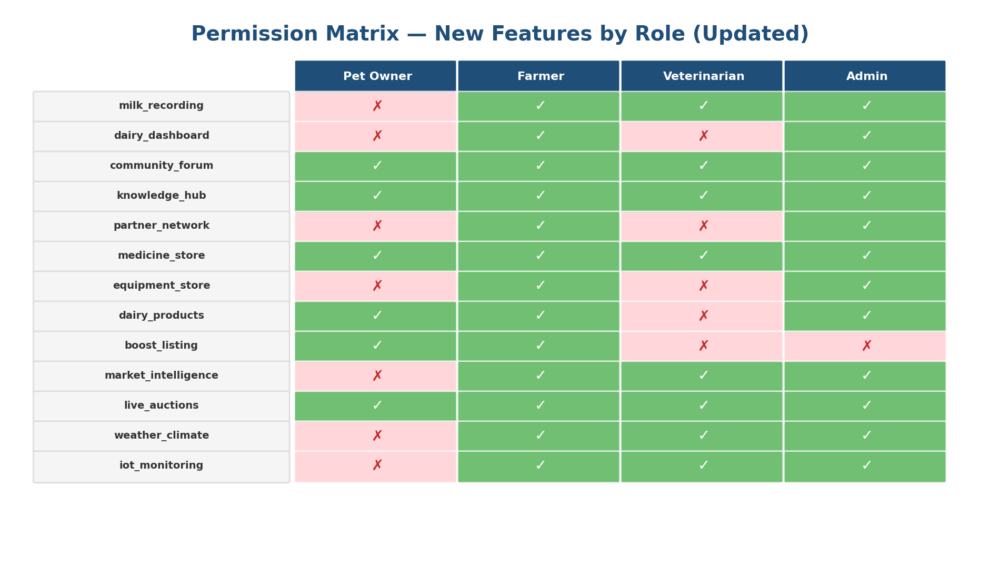 Permission Matrix — New Features by Role (Updated)
Pet Owner Farmer Veterinarian Admin
milk_recording ✗ ✓ ✓ ✓
dairy_dashboard ✗ ✓ ✗ ✓
community_forum ✓ ✓ ✓ ✓
knowledge_hub ✓ ✓ ✓ ✓
partner_network ✗ ✓ ✗ ✓
medicine_store ✓ ✓ ✓ ✓
equipment_store ✗ ✓ ✗ ✓
dairy_products ✓ ✓ ✗ ✓
boost_listing ✓ ✓ ✗ ✗
market_intelligence ✗ ✓ ✓ ✓
live_auctions ✓ ✓ ✓ ✓
weather_climate ✗ ✓ ✓ ✓
iot_monitoring ✗ ✓ ✓ ✓